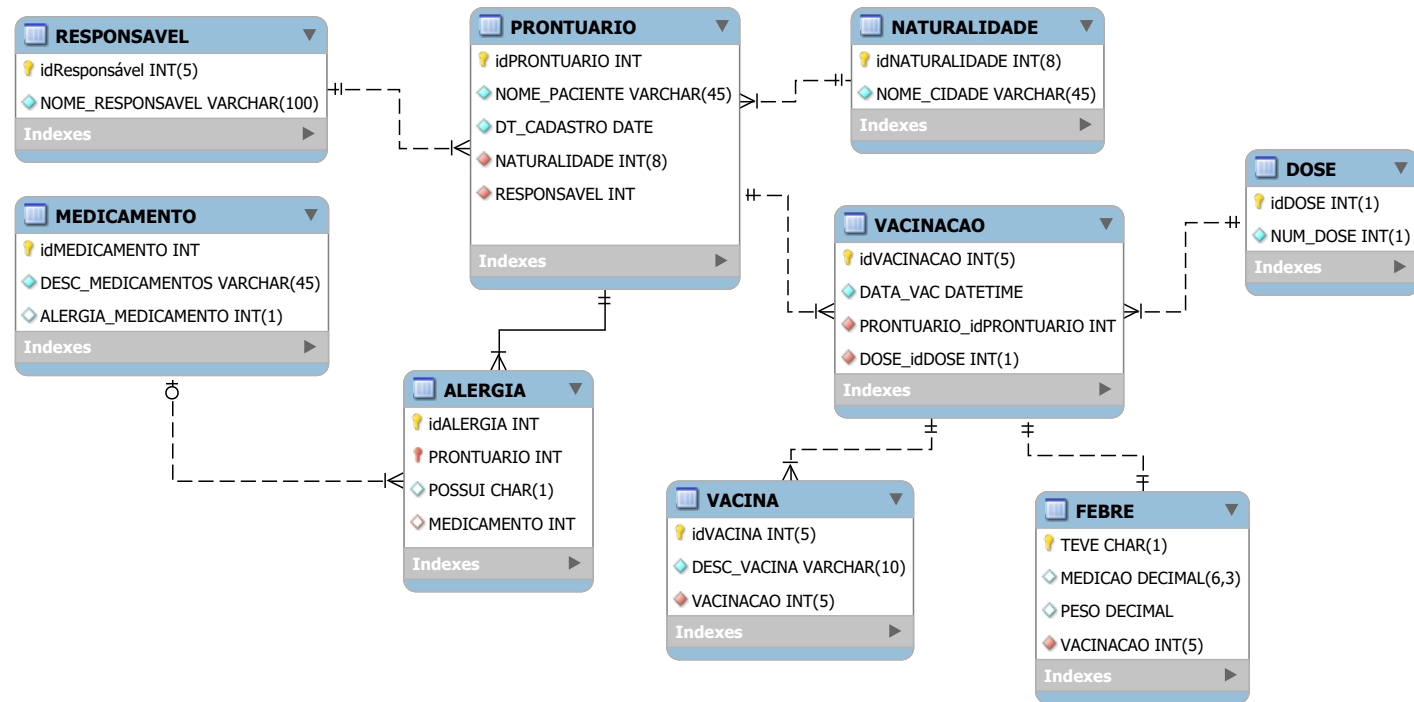 RESPONSAVEL
idResponsável INT(5)
NOME_RESPONSAVEL VARCHAR(100)
Indexes
PRONTUARIO
idPRONTUARIO INT
NOME_PACIENTE VARCHAR(45)
DT_CADASTRO DATE
NATURALIDADE INT(8)
RESPONSAVEL INT
Indexes
NATURALIDADE
idNATURALIDADE INT(8)
NOME_CIDADE VARCHAR(45)
Indexes
DOSE
idDOSE INT(1)
NUM_DOSE INT(1)
Indexes
MEDICAMENTO
idMEDICAMENTO INT
DESC_MEDICAMENTOS VARCHAR(45)
ALERGIA_MEDICAMENTO INT(1)
Indexes
VACINACAO
idVACINACAO INT(5)
DATA_VAC DATETIME
PRONTUARIO_idPRONTUARIO INT
DOSE_idDOSE INT(1)
Indexes
ALERGIA
idALERGIA INT
PRONTUARIO INT
POSSUI CHAR(1)
MEDICAMENTO INT
Indexes
VACINA
idVACINA INT(5)
DESC_VACINA VARCHAR(10)
VACINACAO INT(5)
Indexes
FEBRE
TEVE CHAR(1)
MEDICAO DECIMAL(6,3)
PESO DECIMAL
VACINACAO INT(5)
Indexes